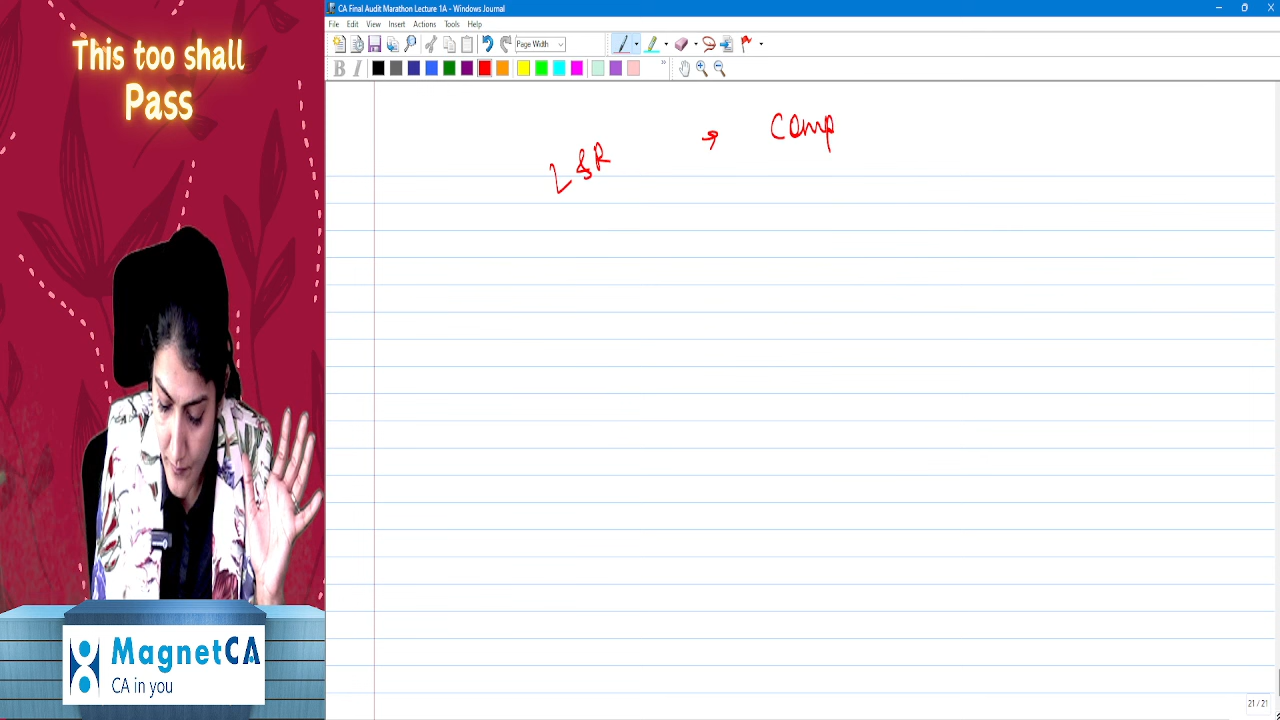 This too shall
Pass
CA Final Audit Marathon Lecture 1A - Windows Journal
File Edit View Insert Actions Tools Help
Page Width
B I
L&R → Comp
MagnetCA
CA in you
21 / 21